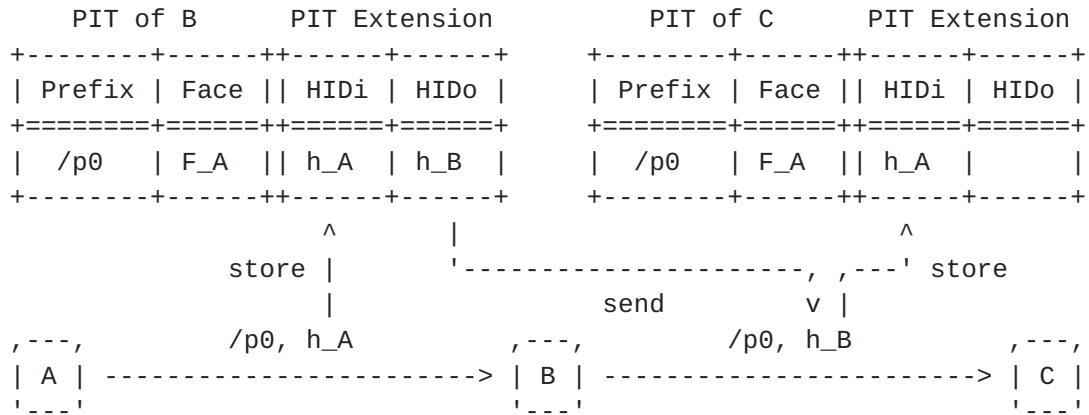 PIT of B PIT Extension PIT of C PIT Extension
+--------+------++------+------+ +--------+------++------+------+
| Prefix | Face || HIDi | HIDo | | Prefix | Face || HIDi | HIDo |
+========+======++======+======+ +========+======++======+======+
| /p0 | F_A || h_A | h_B | | /p0 | F_A || h_A | |
+--------+------++------+------+ +--------+------++------+------+
^ | ^
store | '----------------------, ,---' store
| send v |
,---, /p0, h_A ,---, /p0, h_B ,---,
| A | ------------------------> | B | ------------------------> | C |
'---' '---' '---'